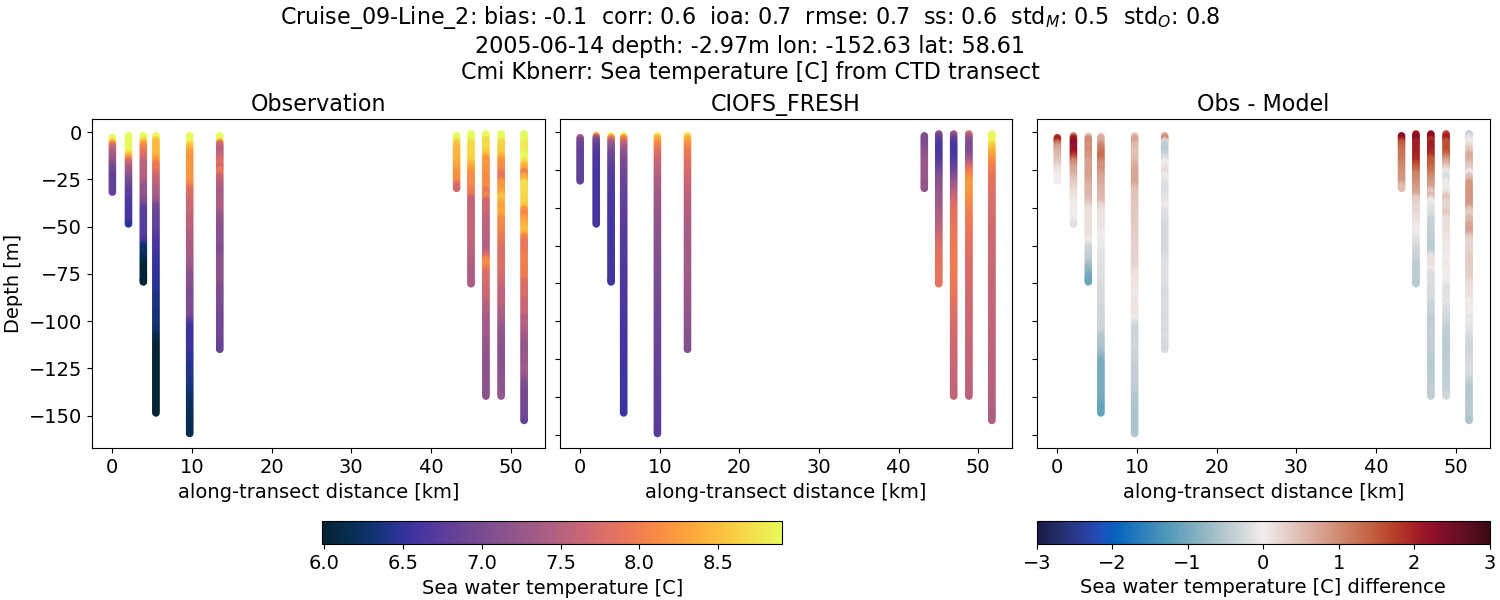 Cruise_09-Line_2: bias: -0.1 corr: 0.6 ioa: 0.7 rmse: 0.7 ss: 0.6 std_M: 0.5 std_O: 0.8
2005-06-14 depth: -2.97m lon: -152.63 lat: 58.61
Cmi Kbnerr: Sea temperature [C] from CTD transect
Observation
CIOFS_FRESH
Obs - Model
Depth [m]
0
−25
−50
−75
−100
−125
−150
0 10 20 30 40 50
0 10 20 30 40 50
0 10 20 30 40 50
along-transect distance [km]
along-transect distance [km]
along-transect distance [km]
6.0 6.5 7.0 7.5 8.0 8.5
Sea water temperature [C]
−3 −2 −1 0 1 2 3
Sea water temperature [C] difference